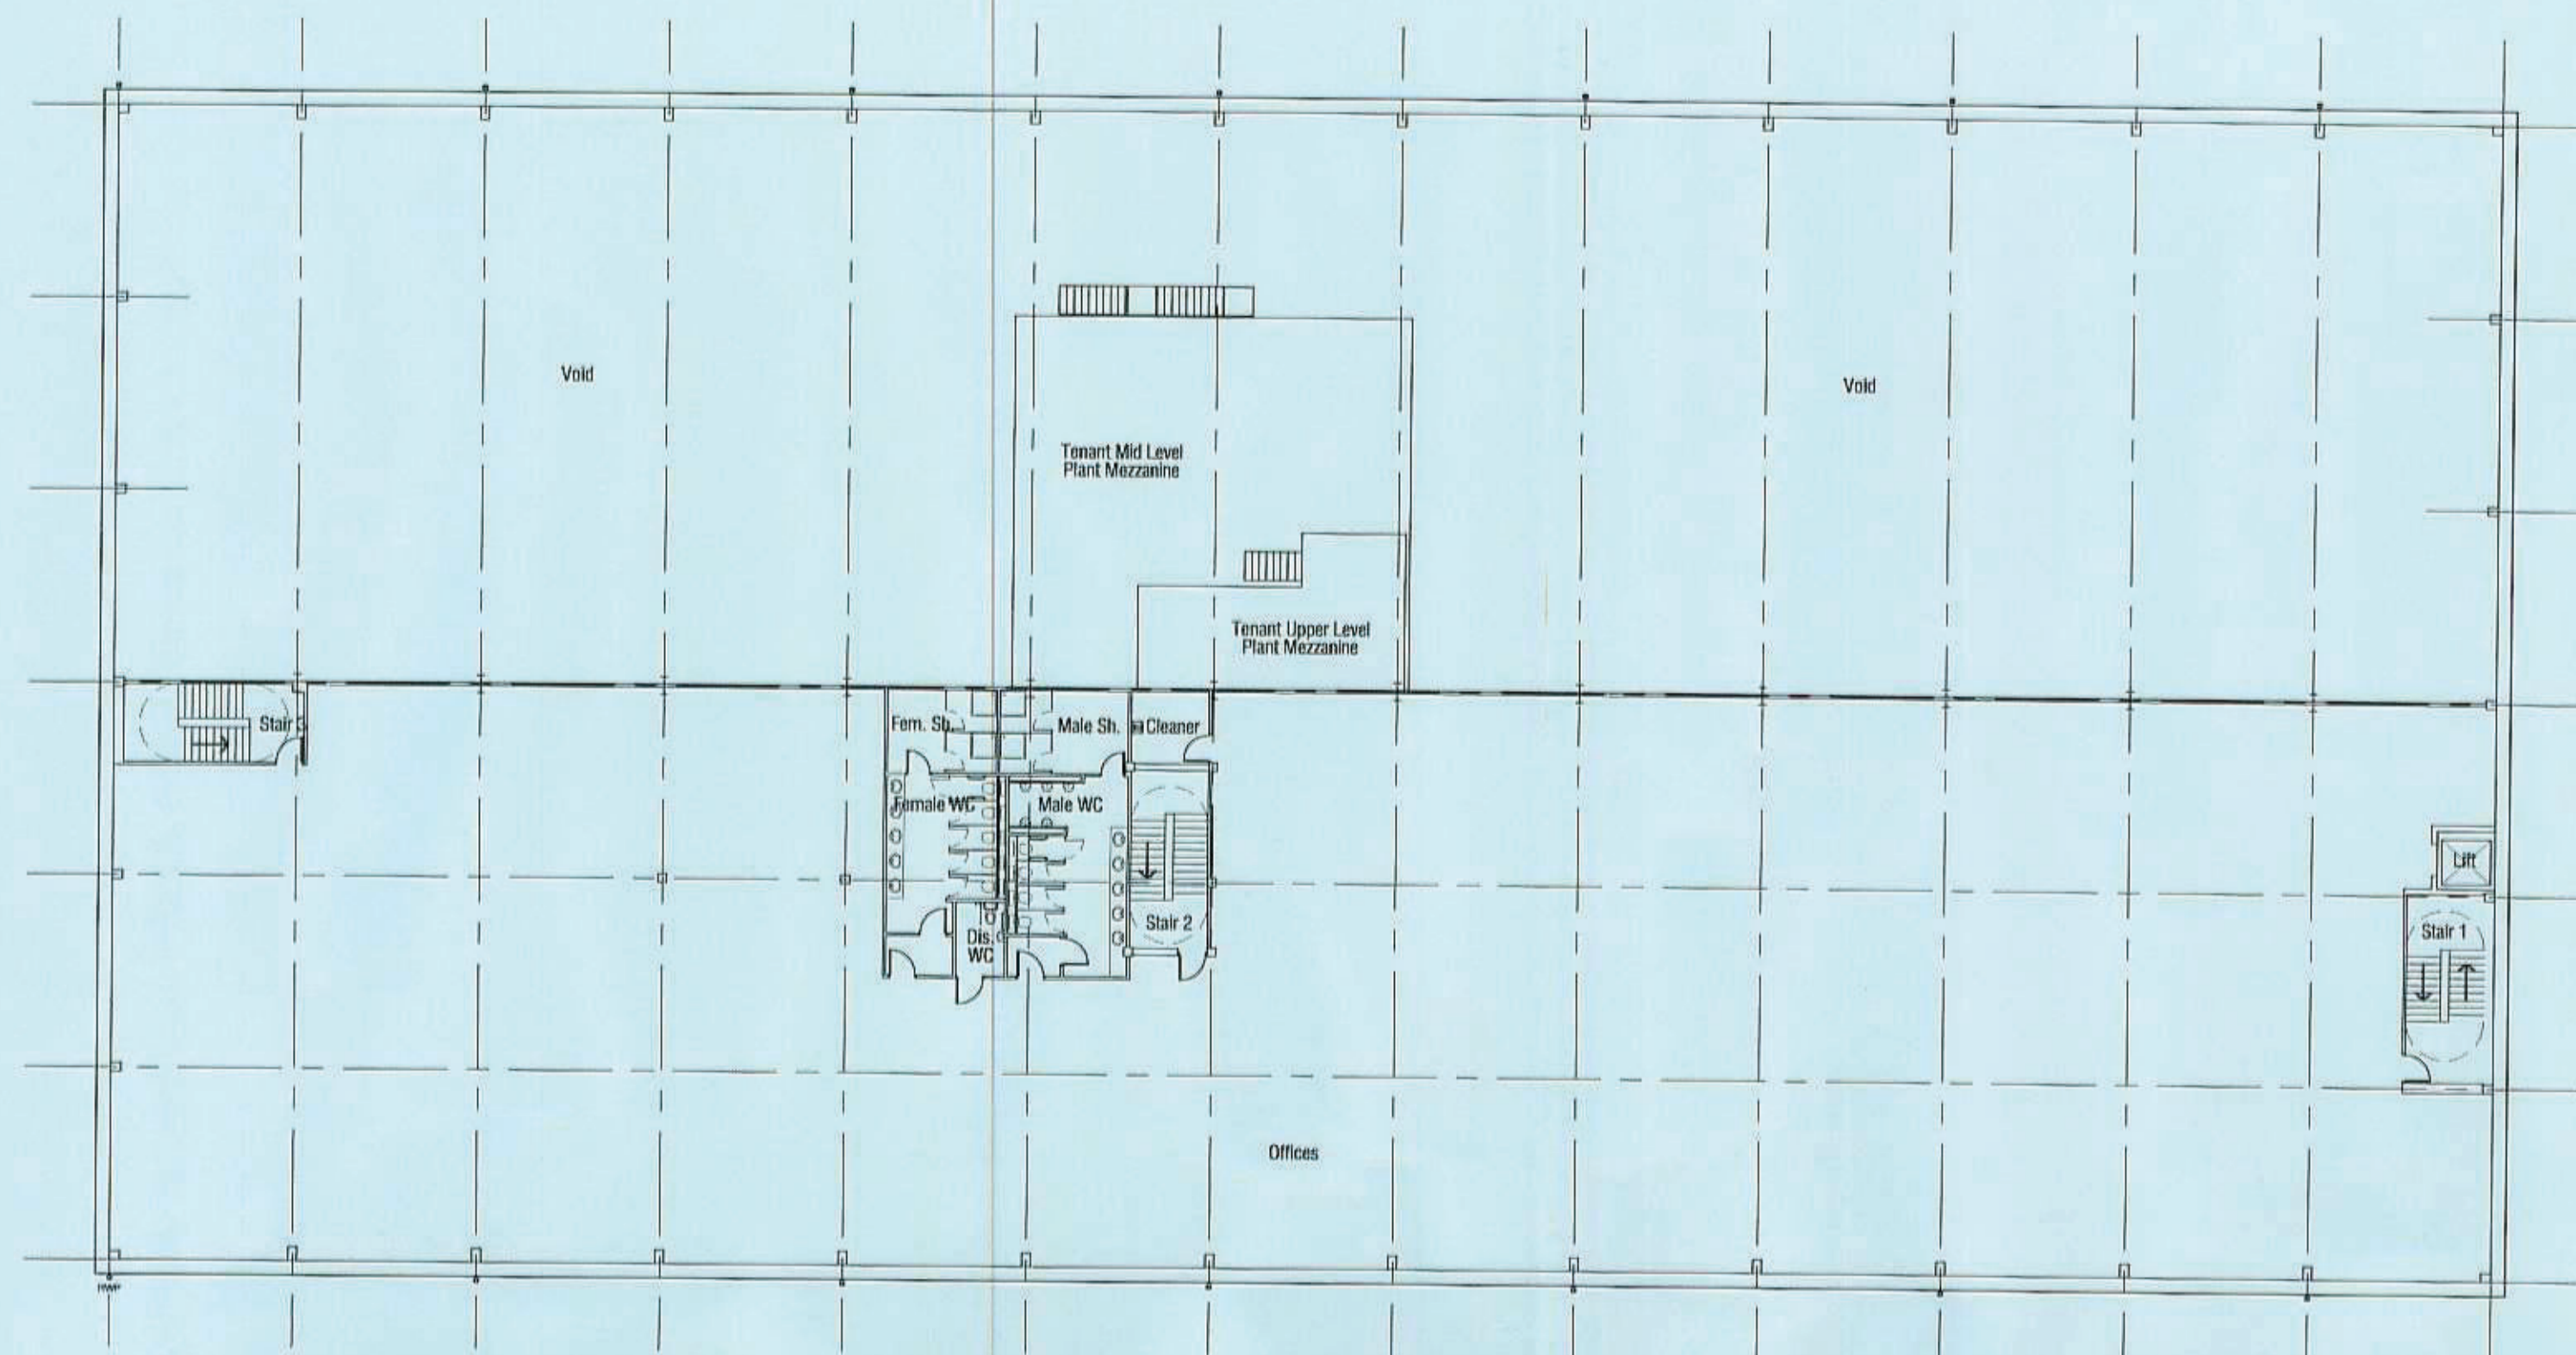 Void
Void
Tenant Mid Level
Plant Mezzanine
Tenant Upper Level
Plant Mezzanine
Stair 3
Fem. Sh.
Male Sh.
Cleaner
Female WC
Male WC
Lift
Dis.
WC
Stair 2
Stair 1
Offices
RWP